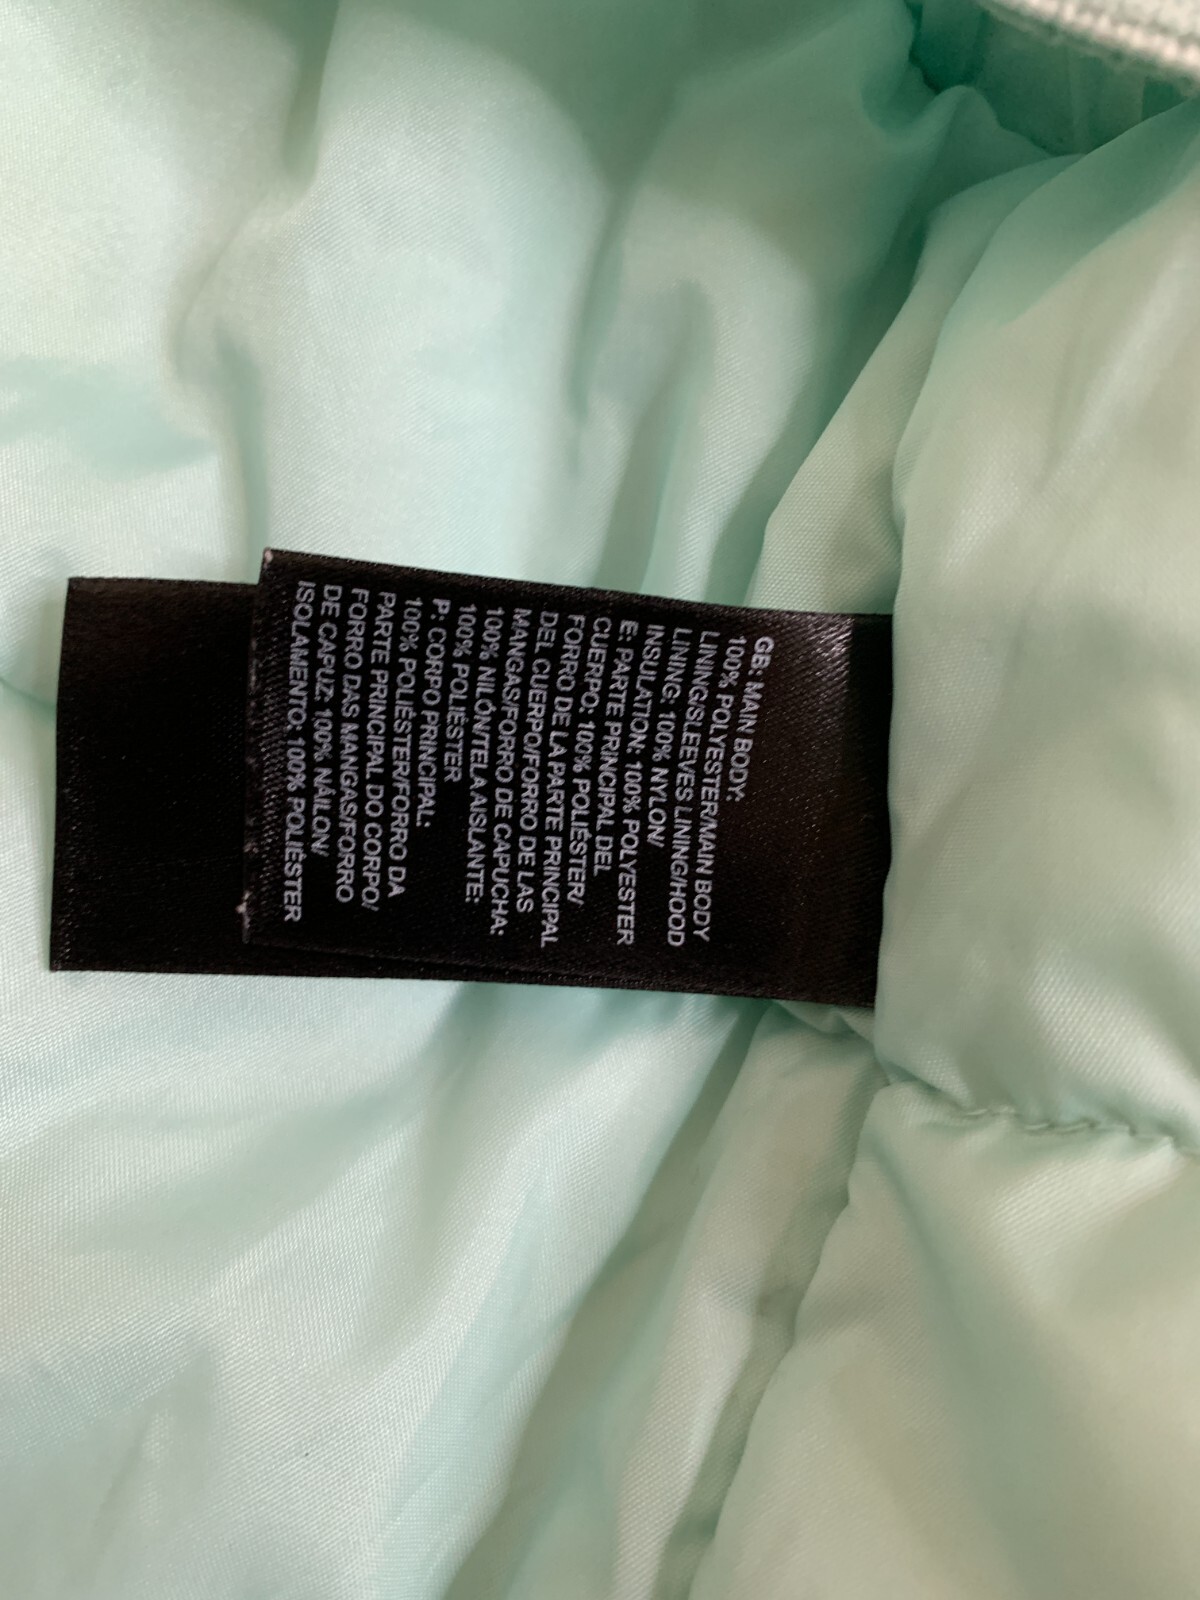 GB: MAIN BODY:
100% POLYESTER/MAIN BODY
LINING/SLEEVES LINING/HOOD
LINING: 100% NYLON/
INSULATION: 100% POLYESTER
E: PARTE PRINCIPAL DEL
CUERPO: 100% POLIÉSTER/
FORRO DE LA PARTE PRINCIPAL
DEL CUERPO/FORRO DE LAS
MANGAS/FORRO DE CAPUCHA:
100% NILÓN/TELA AISLANTE:
100% POLIÉSTER
P: CORPO PRINCIPAL:
100% POLIÉSTER/FORRO DA
PARTE PRINCIPAL DO CORPO/
FORRO DAS MANGAS/FORRO
DE CAPUZ: 100% NÁILON/
ISOLAMENTO: 100% POLIÉSTER